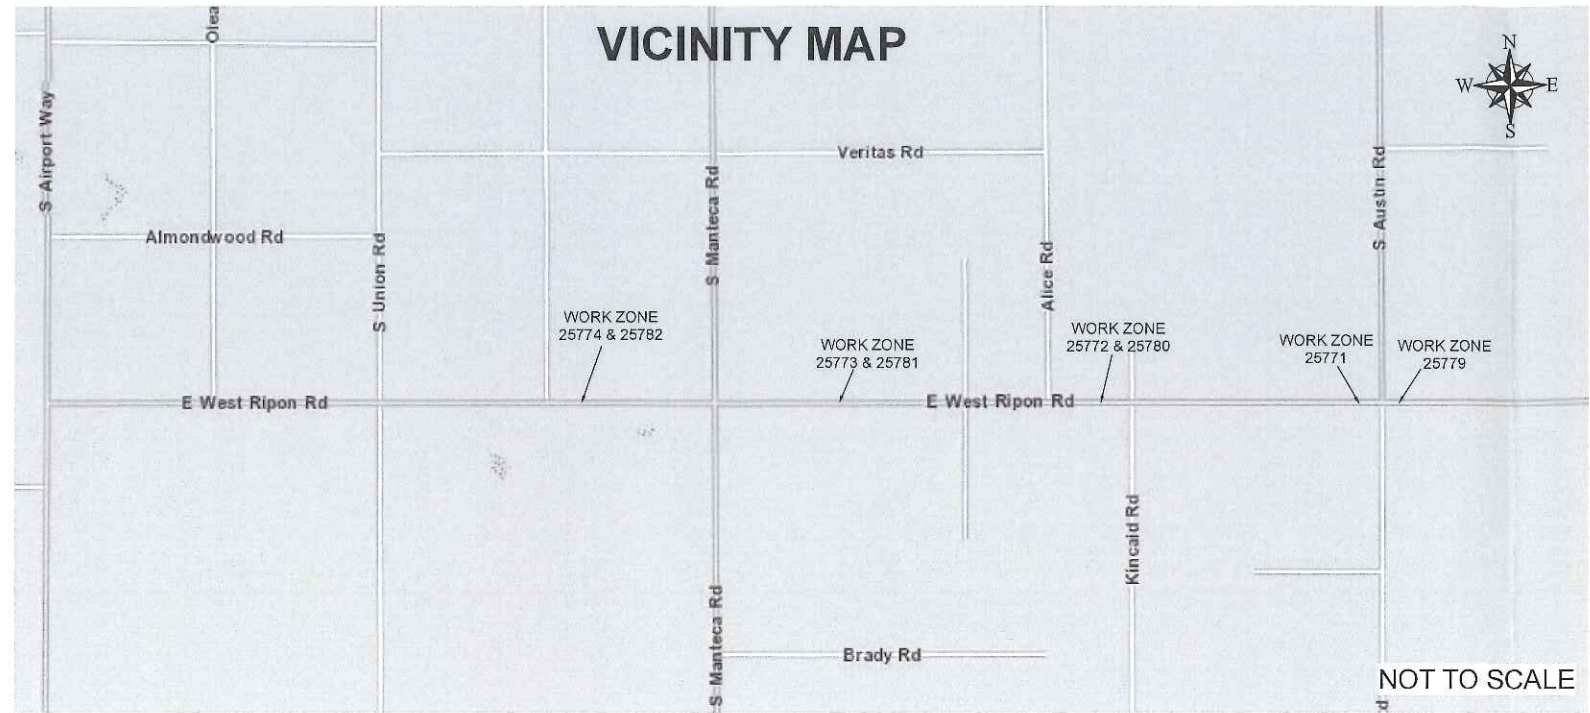 VICINITY MAP
Olea
N
W E
S
S Airport Way
Veritas Rd
S Austin Rd
S Manteca Rd
Almondwood Rd
S Union Rd
Alice Rd
WORK ZONE
25774 & 25782
WORK ZONE
25773 & 25781
WORK ZONE
25772 & 25780
WORK ZONE
25771
WORK ZONE
25779
E West Ripon Rd
E West Ripon Rd
Kincaid Rd
S Manteca Rd
Brady Rd
NOT TO SCALE
rd